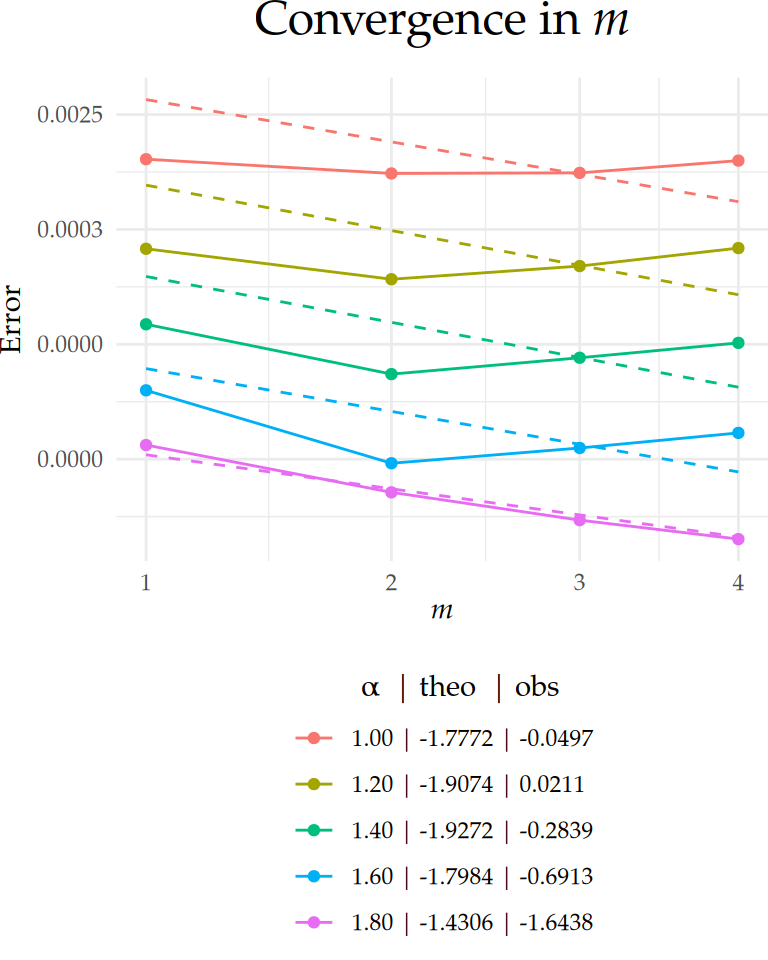 Convergence in m
0.0025
0.0003
0.0000
0.0000
Error
1 2 3 4
m
α | theo | obs
1.00 | -1.7772 | -0.0497
1.20 | -1.9074 | 0.0211
1.40 | -1.9272 | -0.2839
1.60 | -1.7984 | -0.6913
1.80 | -1.4306 | -1.6438